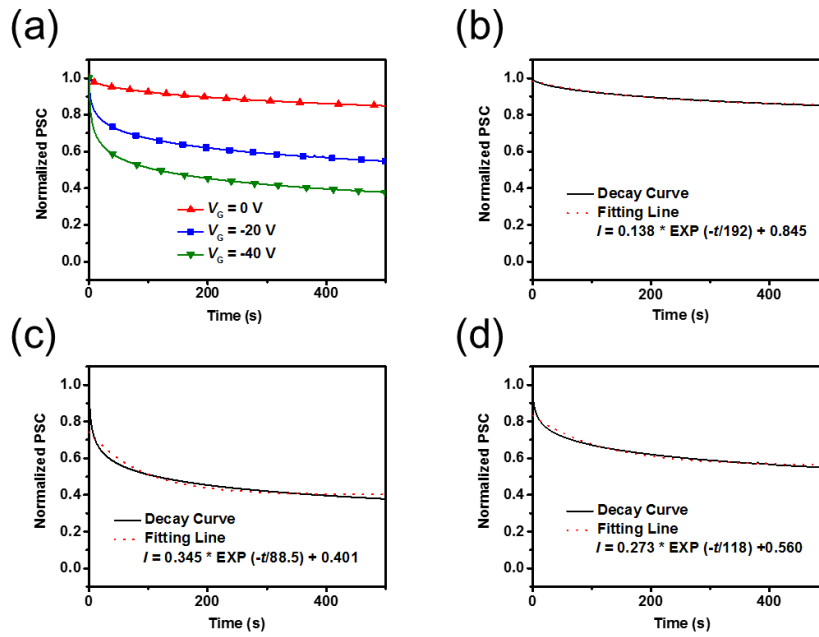 (a)
Normalized PSC
1.0
0.8
0.6
0.4
0.2
0.0
V_G = 0 V
V_G = -20 V
V_G = -40 V
0 200 400
Time (s)
(b)
Normalized PSC
1.0
0.8
0.6
0.4
0.2
0.0
Decay Curve
Fitting Line
I = 0.138 * EXP (-t/192) + 0.845
0 200 400
Time (s)
(c)
Normalized PSC
1.0
0.8
0.6
0.4
0.2
0.0
Decay Curve
Fitting Line
I = 0.345 * EXP (-t/88.5) + 0.401
0 200 400
Time (s)
(d)
Normalized PSC
1.0
0.8
0.6
0.4
0.2
0.0
Decay Curve
Fitting Line
I = 0.273 * EXP (-t/118) +0.560
0 200 400
Time (s)